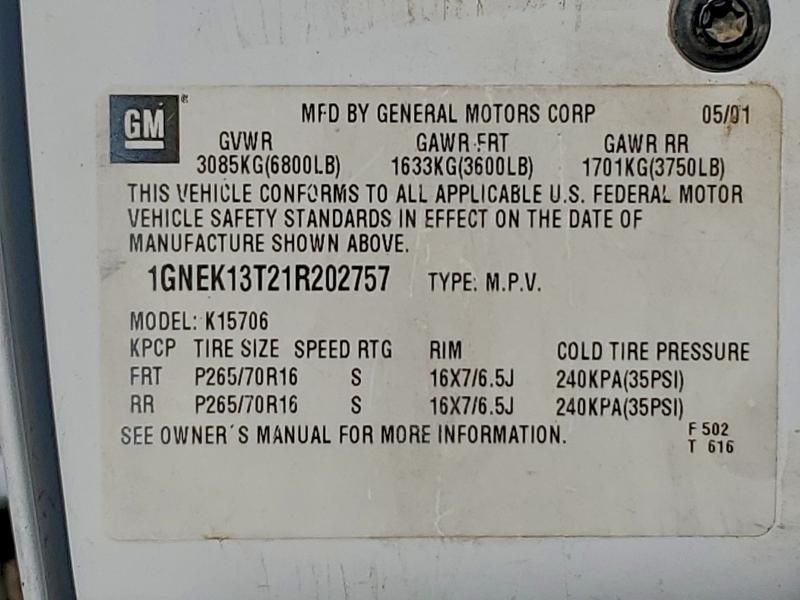 GM ®
MFD BY GENERAL MOTORS CORP 05/01
GVWR GAWR FRT GAWR RR
3085KG(6800LB) 1633KG(3600LB) 1701KG(3750LB)
THIS VEHICLE CONFORMS TO ALL APPLICABLE U.S. FEDERAL MOTOR
VEHICLE SAFETY STANDARDS IN EFFECT ON THE DATE OF
MANUFACTURE SHOWN ABOVE.
1GNEK13T21R202757 TYPE: M.P.V.
MODEL: K15706
KPCP TIRE SIZE SPEED RTG RIM COLD TIRE PRESSURE
FRT P265/70R16 S 16X7/6.5J 240KPA(35PSI)
RR P265/70R16 S 16X7/6.5J 240KPA(35PSI)
SEE OWNER'S MANUAL FOR MORE INFORMATION.
F 502
T 616